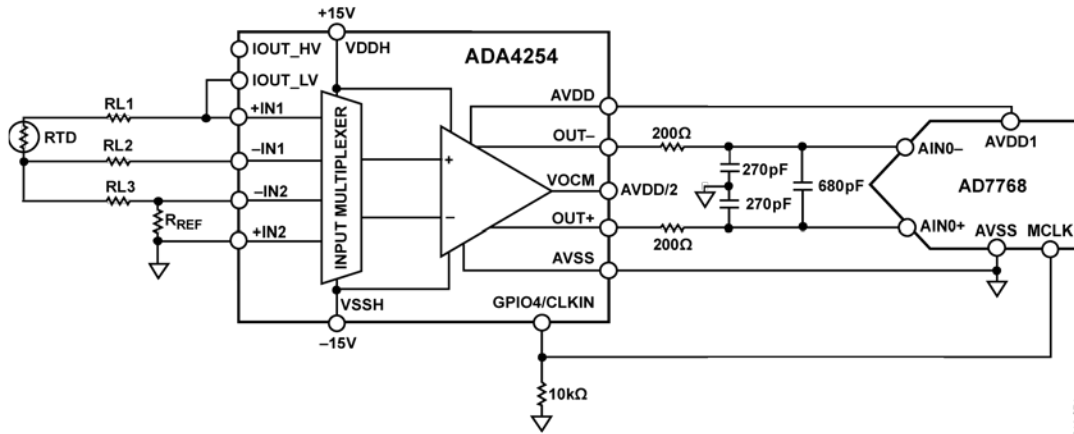 +15V
IOUT_HV
VDDH
ADA4254
IOUT_LV
AVDD
RL1
+IN1
OUT–
200Ω
AIN0–
AVDD1
RTD
RL2
–IN1
INPUT MULTIPLEXER
+
270pF
VOCM
AVDD/2
680pF
AD7768
RL3
–IN2
–
270pF
RREF
OUT+
200Ω
AIN0+
+IN2
AVSS
AVSS
MCLK
VSSH
GPIO4/CLKIN
–15V
10kΩ